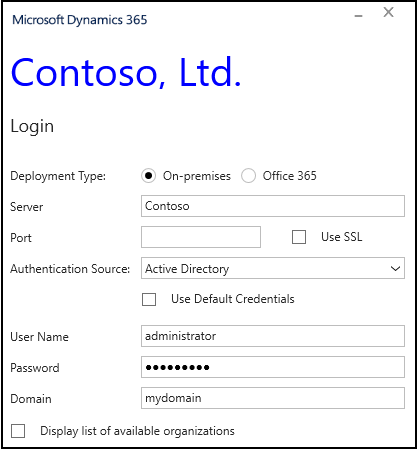 Microsoft Dynamics 365
Contoso, Ltd.
Login
Deployment Type: On-premises Office 365
Server Contoso
Port Use SSL
Authentication Source: Active Directory
Use Default Credentials
User Name administrator
Password •••••••••
Domain mydomain
Display list of available organizations